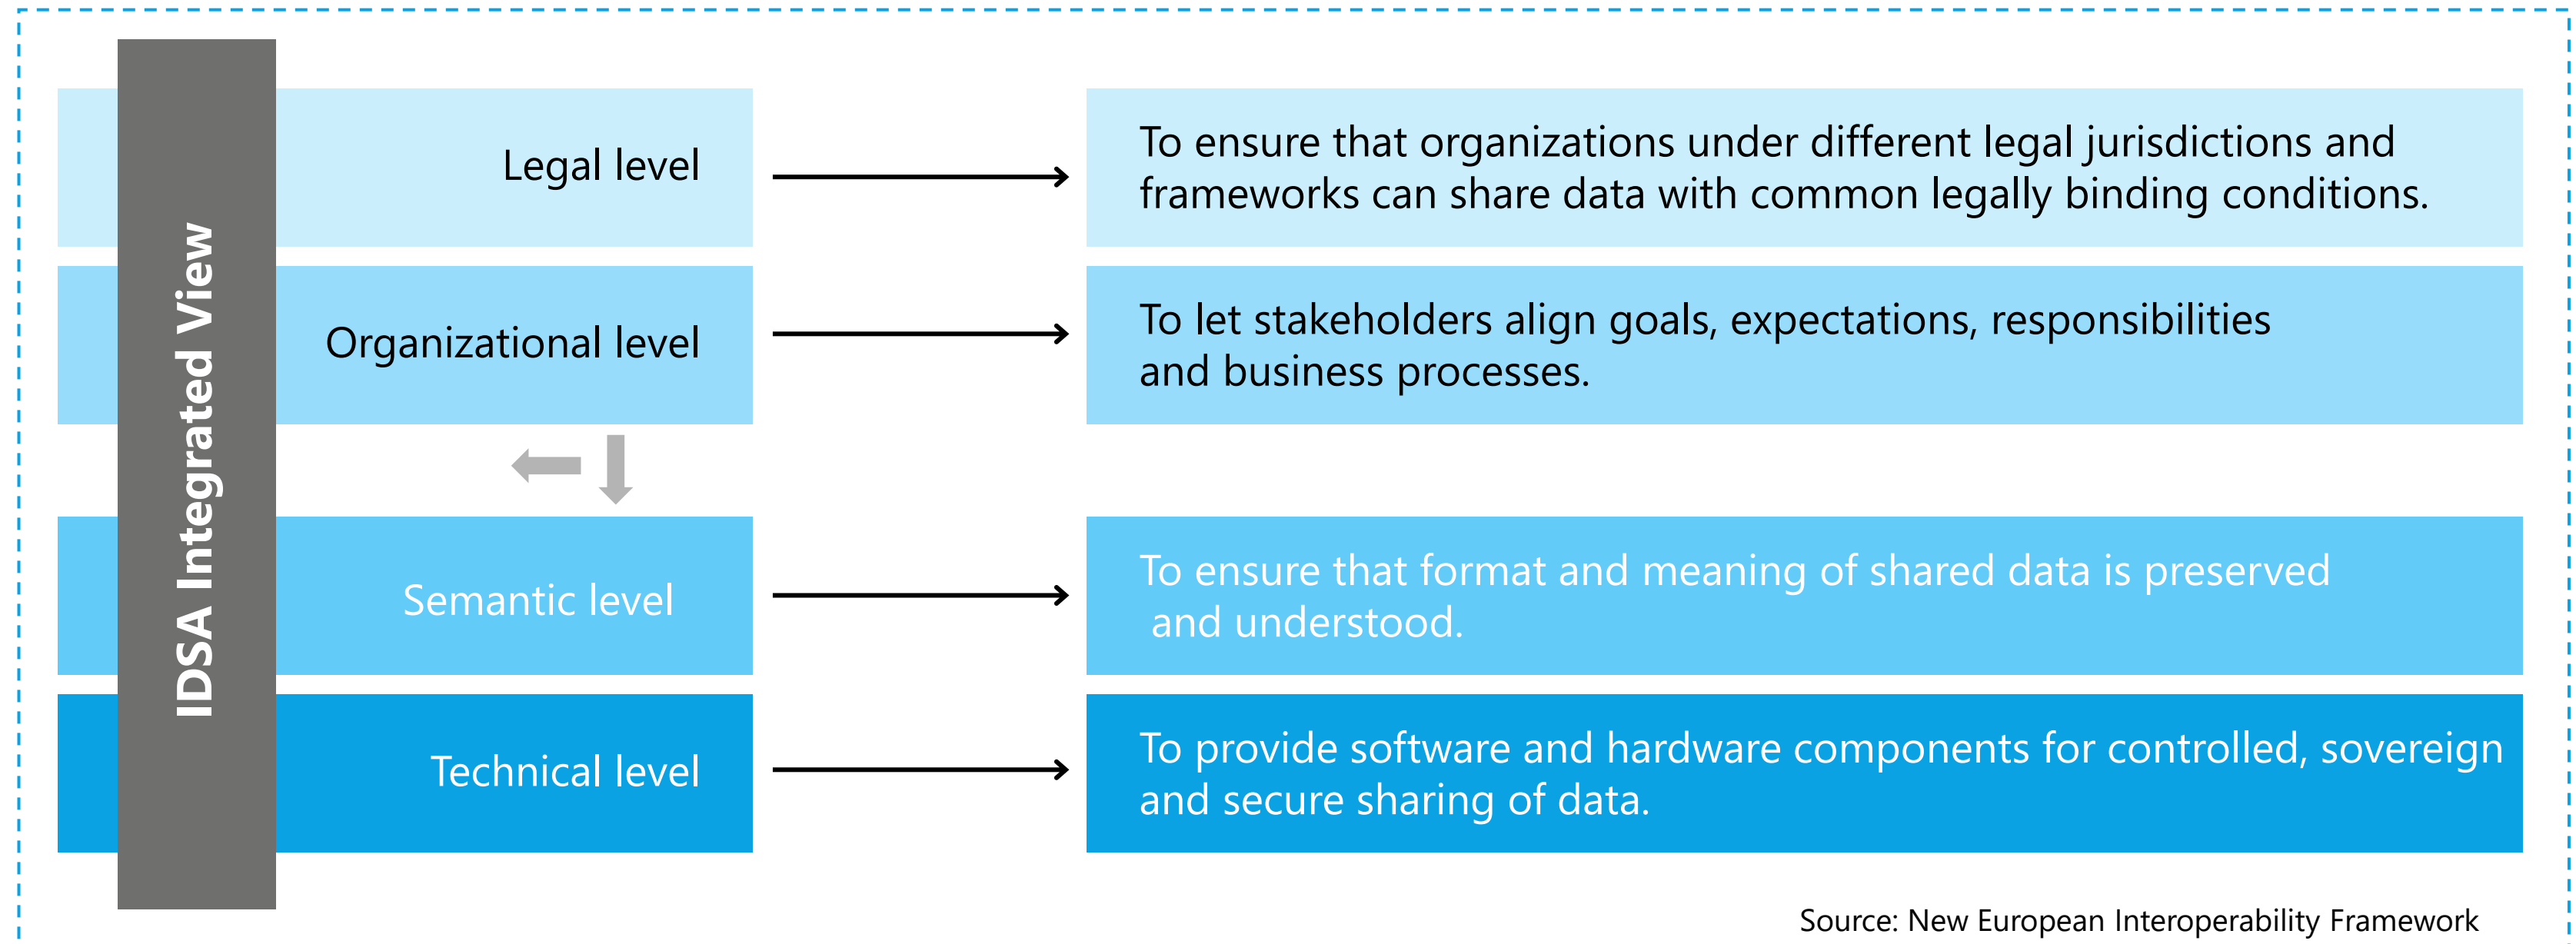 IDSA Integrated View
Legal level
To ensure that organizations under different legal jurisdictions and
frameworks can share data with common legally binding conditions.
Organizational level
To let stakeholders align goals, expectations, responsibilities
and business processes.
Semantic level
To ensure that format and meaning of shared data is preserved
and understood.
Technical level
To provide software and hardware components for controlled, sovereign
and secure sharing of data.
Source: New European Interoperability Framework